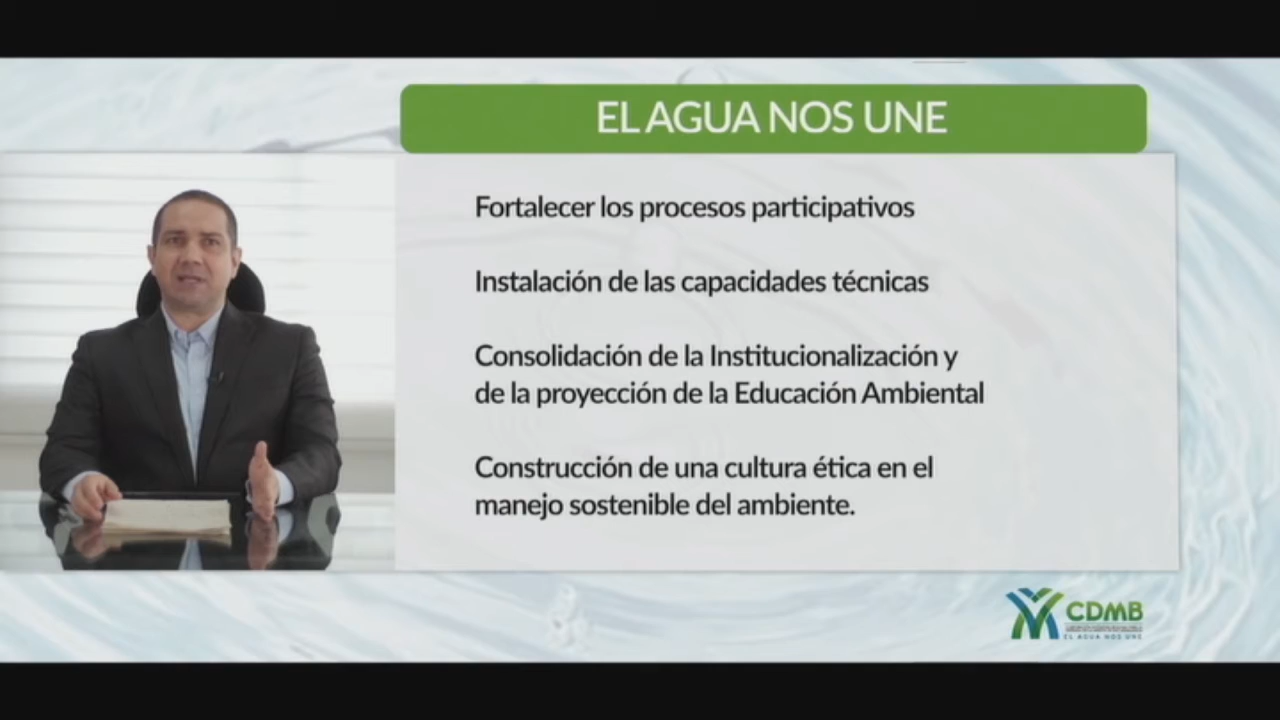 EL AGUA NOS UNE
Fortalecer los procesos participativos
Instalación de las capacidades técnicas
Consolidación de la Institucionalización y
de la proyección de la Educación Ambiental
Construcción de una cultura ética en el
manejo sostenible del ambiente.
CDMB
EL AGUA NOS UNE